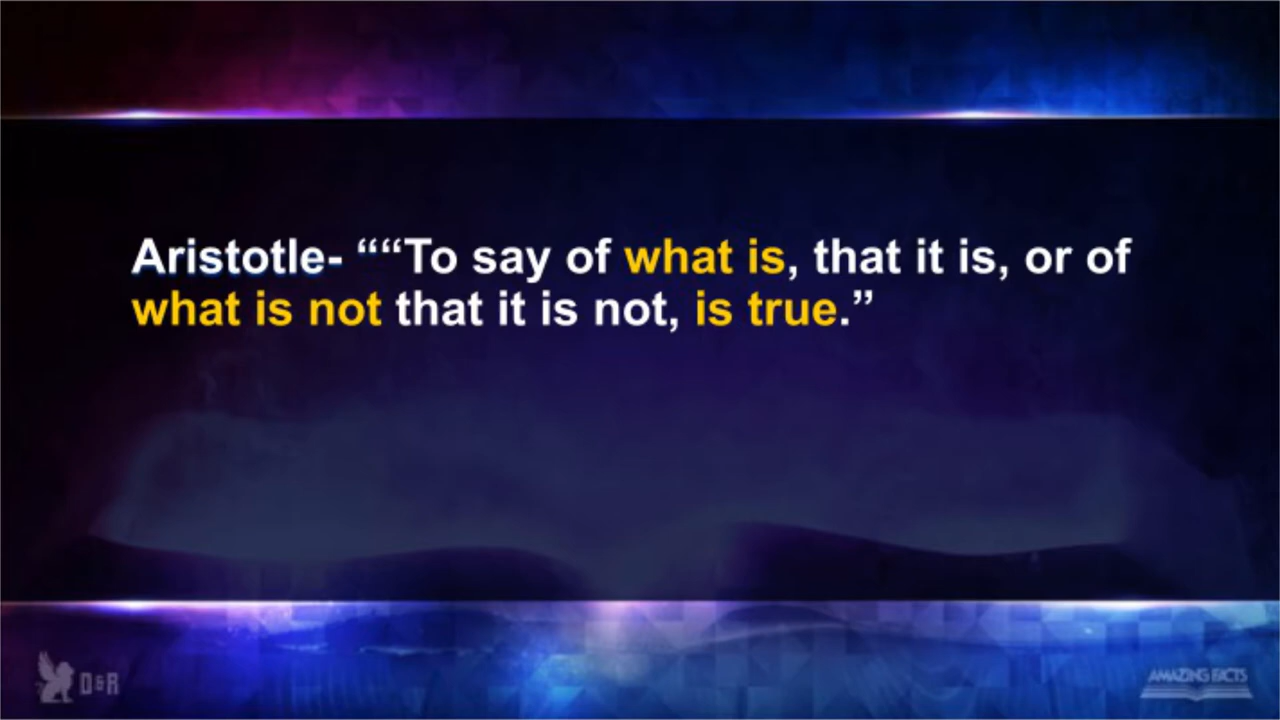 Aristotle- ““To say of what is, that it is, or of
what is not that it is not, is true.”
D&R
AMAZING FACTS